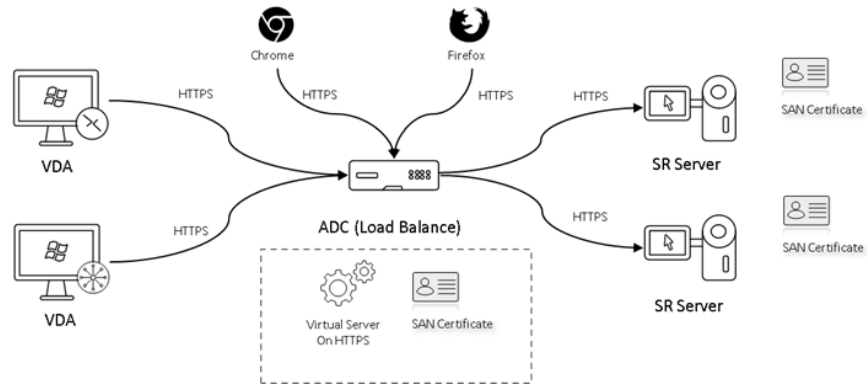 Chrome
Firefox
HTTPS
HTTPS
HTTPS
HTTPS
SAN Certificate
VDA
SR Server
HTTPS
HTTPS
ADC (Load Balance)
SAN Certificate
VDA
SR Server
Virtual Server
On HTTPS
SAN Certificate